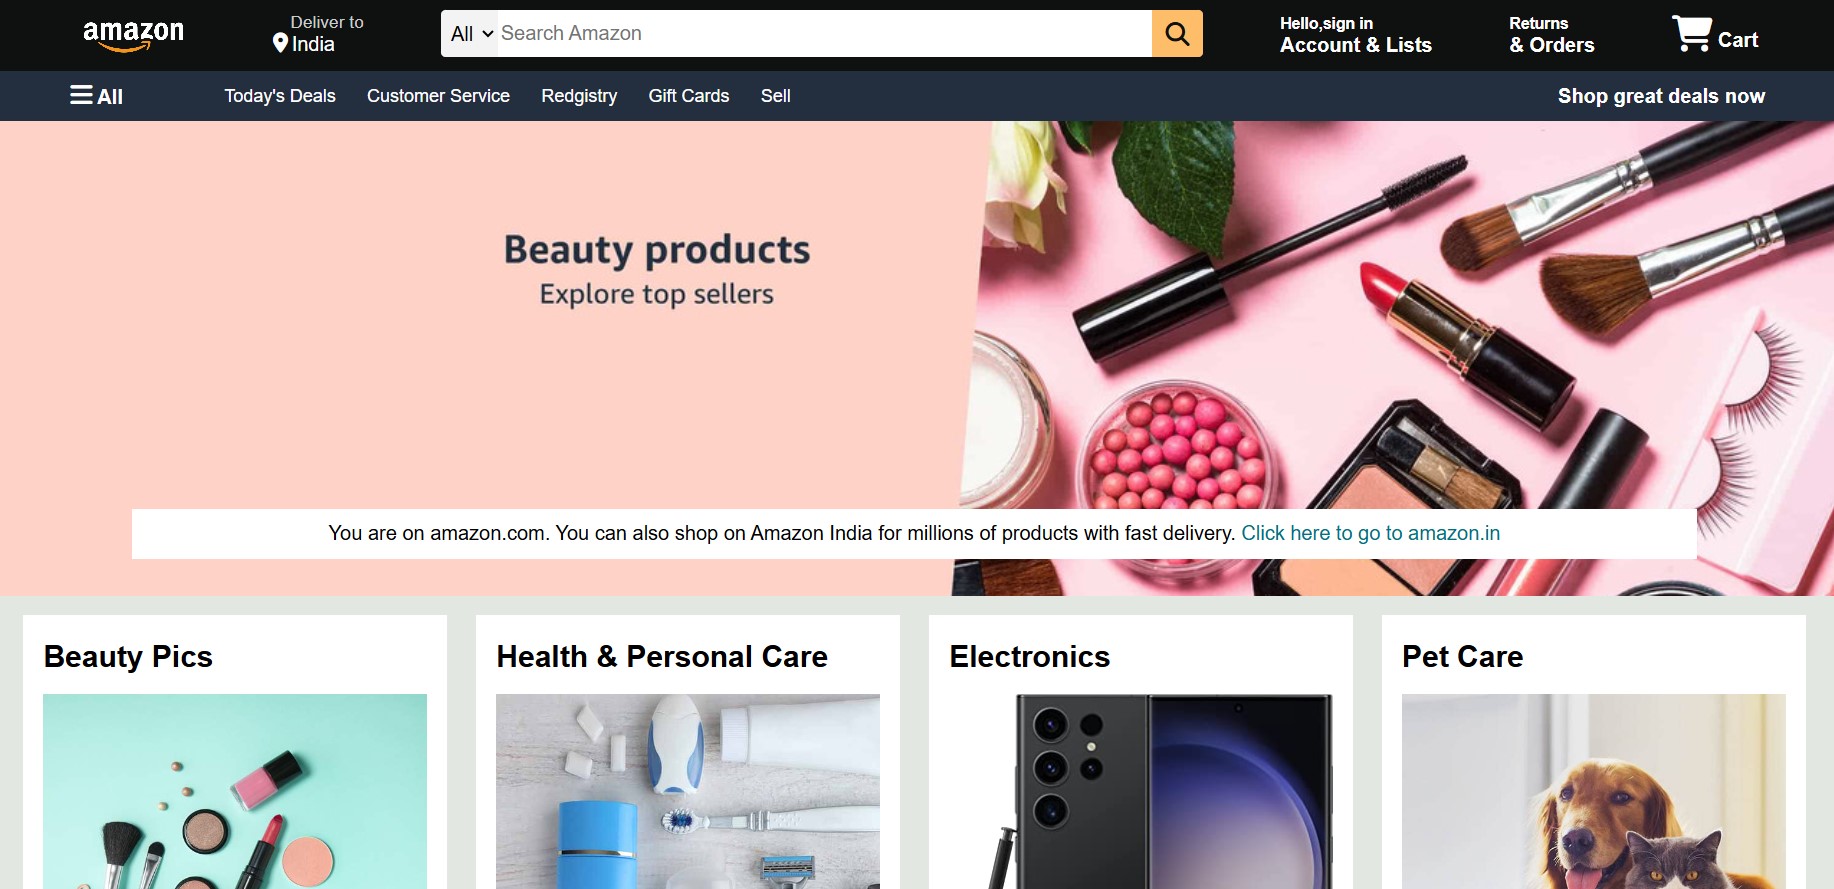 amazon
Deliver to
India
All
Search Amazon
Hello,sign in
Account & Lists
Returns
& Orders
Cart
All
Today's Deals
Customer Service
Redgistry
Gift Cards
Sell
Shop great deals now
Beauty products
Explore top sellers
You are on amazon.com. You can also shop on Amazon India for millions of products with fast delivery. Click here to go to amazon.in
Beauty Pics
Health & Personal Care
Electronics
Pet Care